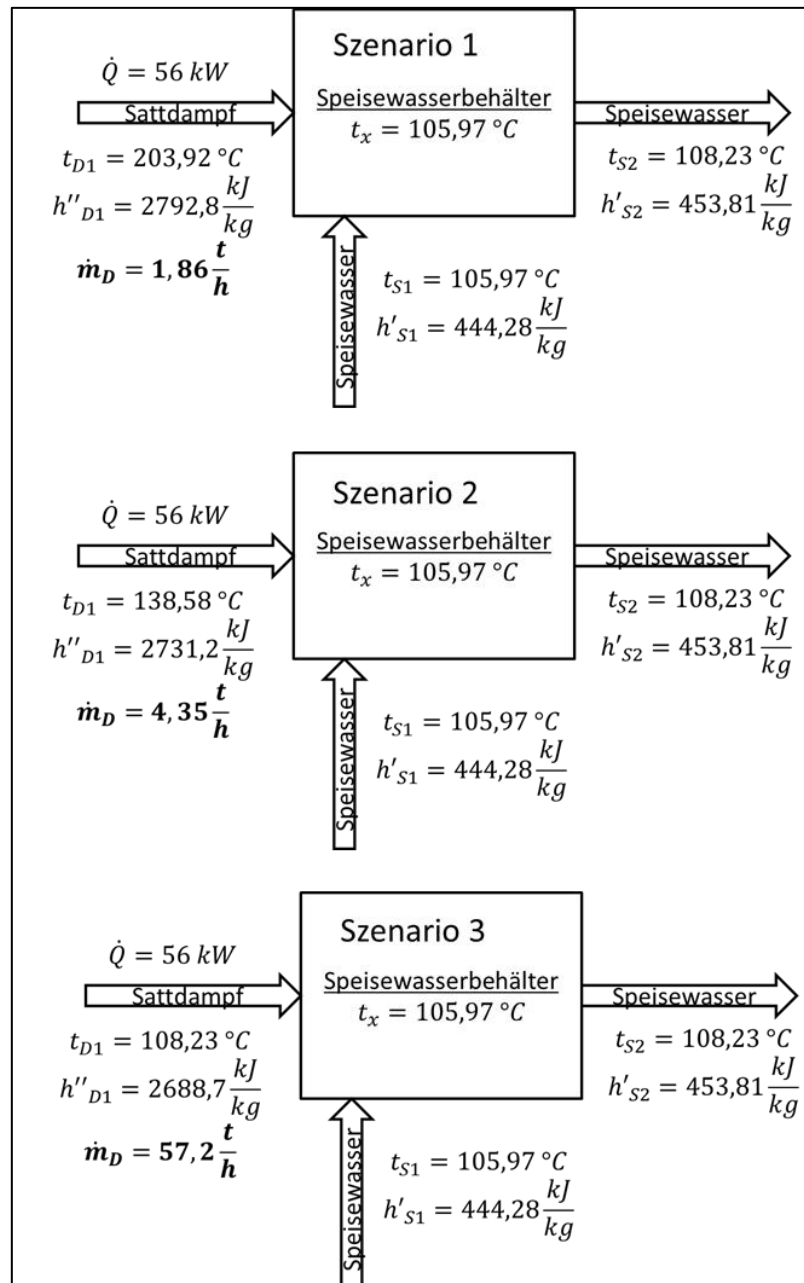 Szenario 1
Q̇ = 56 kW
Speisewasserbehälter
Sattdampf
t_x = 105,97 °C
Speisewasser
t_D1 = 203,92 °C
t_S2 = 108,23 °C
h''_D1 = 2792,8 kJ/kg
h'_S2 = 453,81 kJ/kg
ṁ_D = 1,86 t/h
Speisewasser
t_S1 = 105,97 °C
h'_S1 = 444,28 kJ/kg
Szenario 2
Q̇ = 56 kW
Speisewasserbehälter
Sattdampf
t_x = 105,97 °C
Speisewasser
t_D1 = 138,58 °C
t_S2 = 108,23 °C
h''_D1 = 2731,2 kJ/kg
h'_S2 = 453,81 kJ/kg
ṁ_D = 4,35 t/h
Speisewasser
t_S1 = 105,97 °C
h'_S1 = 444,28 kJ/kg
Szenario 3
Q̇ = 56 kW
Speisewasserbehälter
Sattdampf
t_x = 105,97 °C
Speisewasser
t_D1 = 108,23 °C
t_S2 = 108,23 °C
h''_D1 = 2688,7 kJ/kg
h'_S2 = 453,81 kJ/kg
ṁ_D = 57,2 t/h
Speisewasser
t_S1 = 105,97 °C
h'_S1 = 444,28 kJ/kg